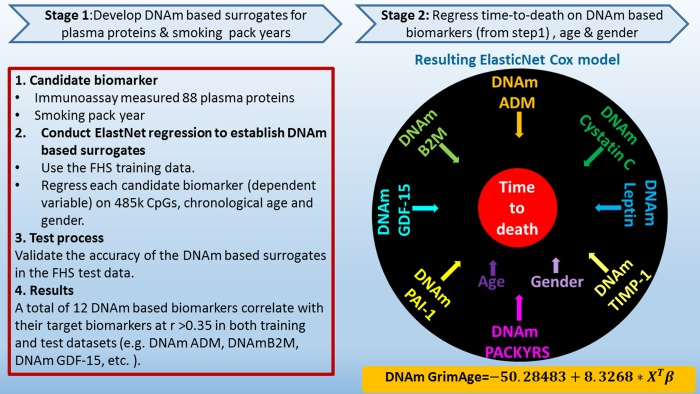 Stage 1:Develop DNAm based surrogates for
plasma proteins & smoking pack years
Stage 2: Regress time-to-death on DNAm based
biomarkers (from step1) , age & gender
1. Candidate biomarker
• Immunoassay measured 88 plasma proteins
• Smoking pack year
2. Conduct ElastNet regression to establish DNAm
based surrogates
• Use the FHS training data.
• Regress each candidate biomarker (dependent
variable) on 485k CpGs, chronological age and
gender.
3. Test process
Validate the accuracy of the DNAm based surrogates
in the FHS test data.
4. Results
A total of 12 DNAm based biomarkers correlate with
their target biomarkers at r >0.35 in both training
and test datasets (e.g. DNAm ADM, DNAmB2M,
DNAm GDF-15, etc. ).
Resulting ElasticNet Cox model
DNAm
ADM
DNAm
Cystatin C
DNAm
Leptin
DNAm
TIMP-1
Gender
DNAm
PACKYRS
Age
DNAm
PAI-1
DNAm
GDF-15
DNAm
B2M
Time
to
death
DNAm GrimAge=−50.28483 + 8.3268 ∗ XᵀΒ